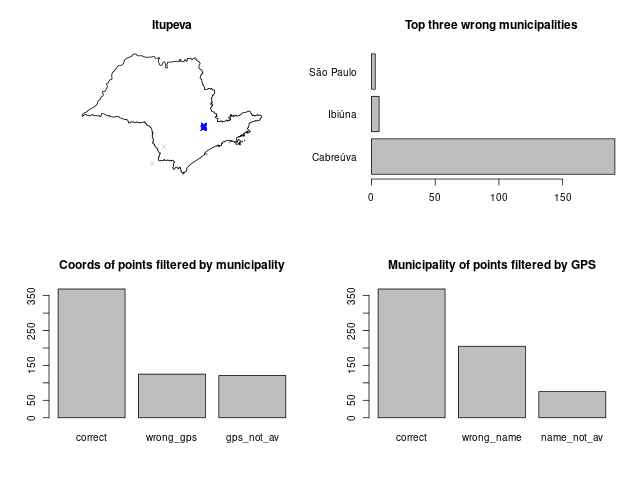 Itupeva
Top three wrong municipalities
São Paulo
Ibiúna
Cabreúva
0 50 100 150
Coords of points filtered by municipality
350
250
150
50
0
correct wrong_gps gps_not_av
Municipality of points filtered by GPS
350
250
150
50
0
correct wrong_name name_not_av